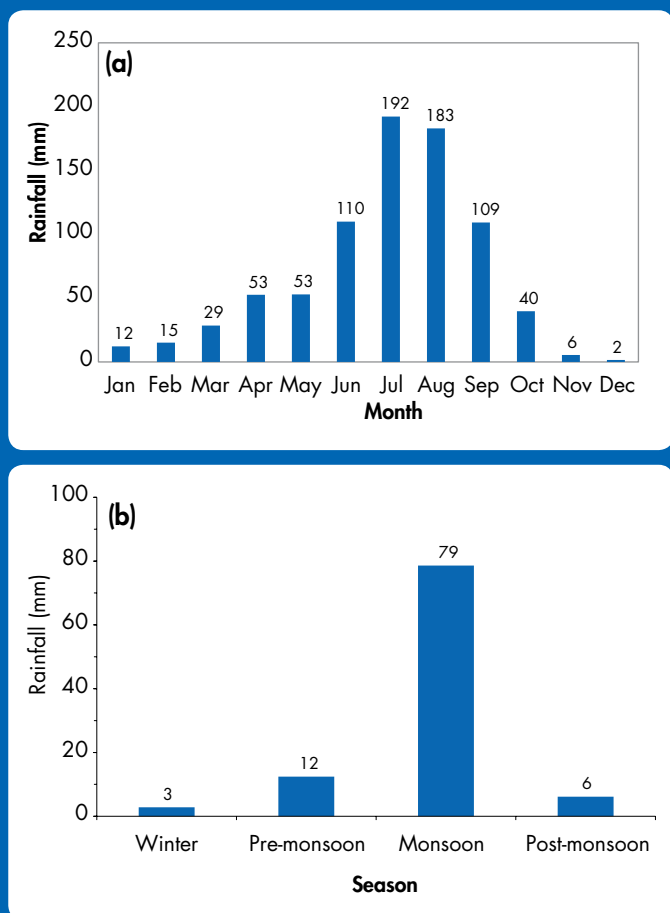 (a)
Rainfall (mm)
250
200
150
100
50
0
12 15 29 53 53 110 192 183 109 40 6 2
Jan Feb Mar Apr May Jun Jul Aug Sep Oct Nov Dec
Month
(b)
Rainfall (mm)
100
80
60
40
20
0
3 12 79 6
Winter Pre-monsoon Monsoon Post-monsoon
Season